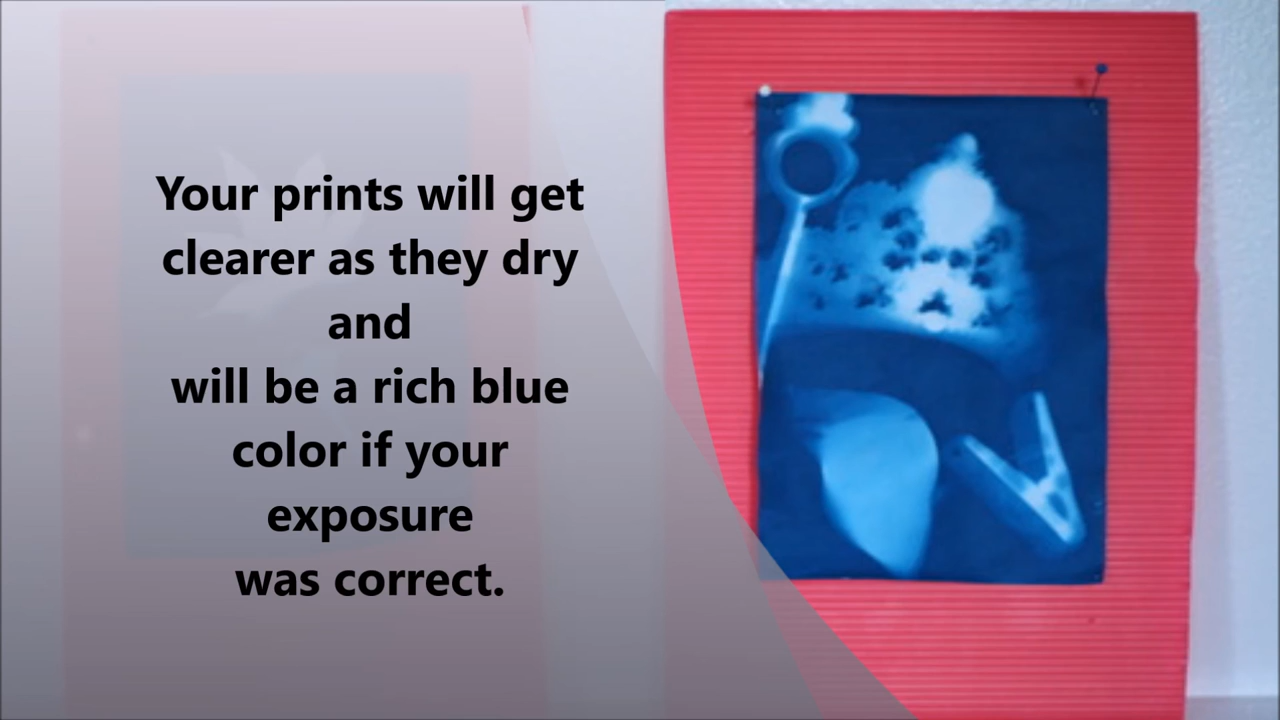 Your prints will get
clearer as they dry
and
will be a rich blue
color if your
exposure
was correct.